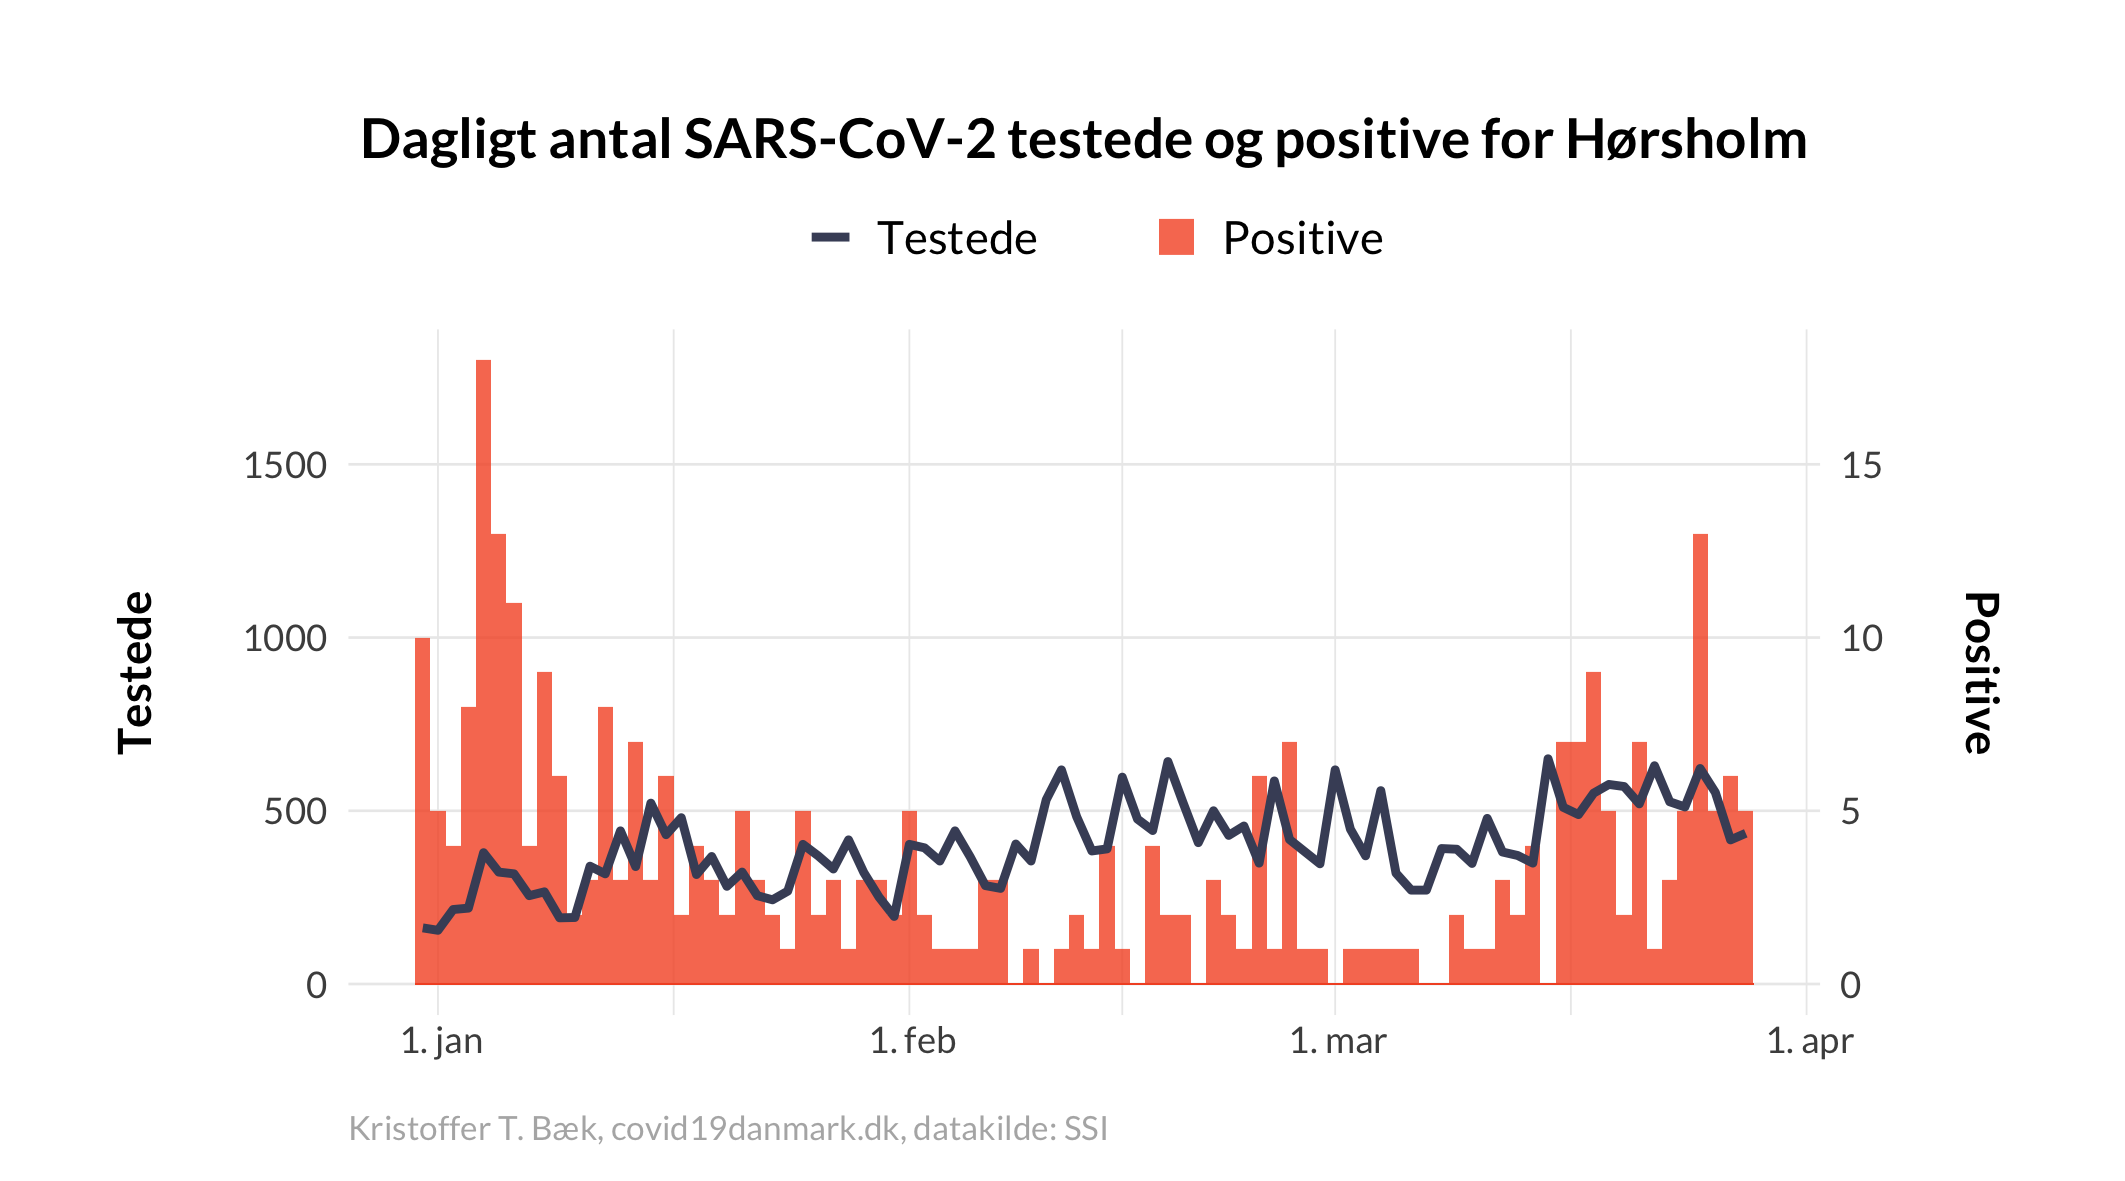 Dagligt antal SARS-CoV-2 testede og positive for Hørsholm
Testede
Positive
Testede
1500
1000
500
0
15
10
5
0
Positive
1. jan
1. feb
1. mar
1. apr
Kristoffer T. Bæk, covid19danmark.dk, datakilde: SSI